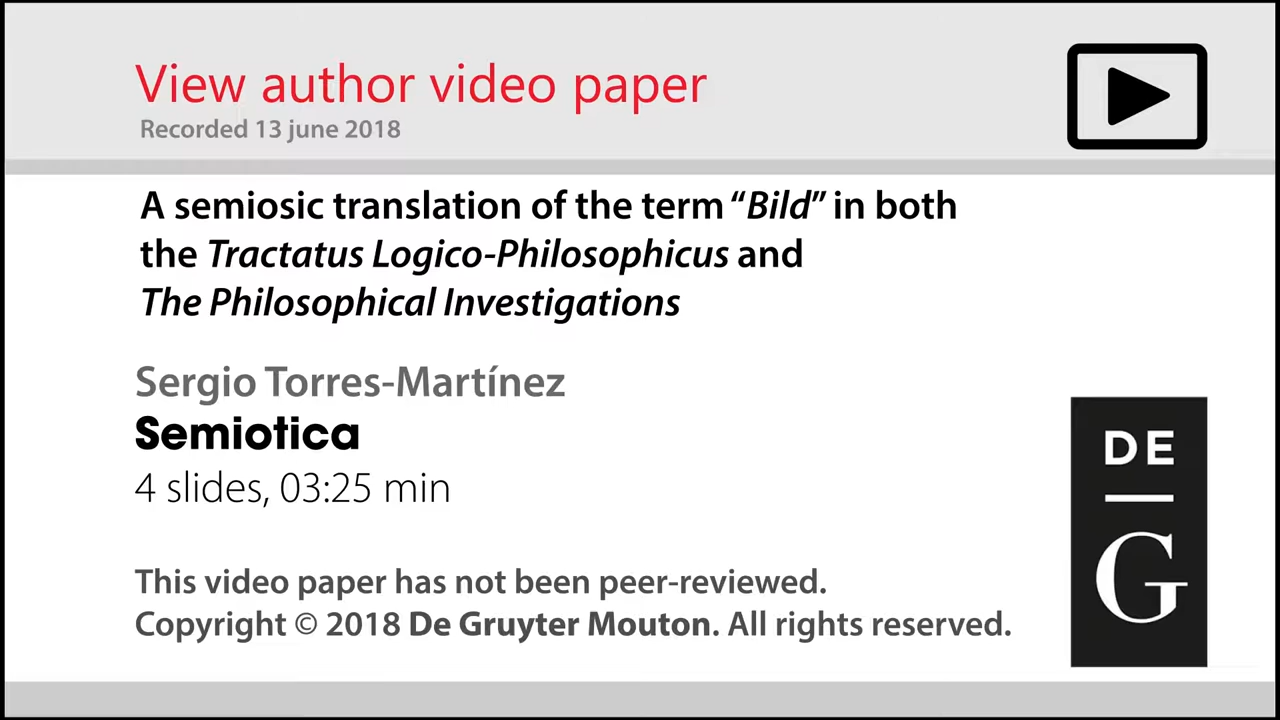 View author video paper
Recorded 13 june 2018
A semiosic translation of the term “Bild” in both
the Tractatus Logico-Philosophicus and
The Philosophical Investigations
Sergio Torres-Martínez
Semiotica
4 slides, 03:25 min
This video paper has not been peer-reviewed.
Copyright © 2018 De Gruyter Mouton. All rights reserved.
DE
G